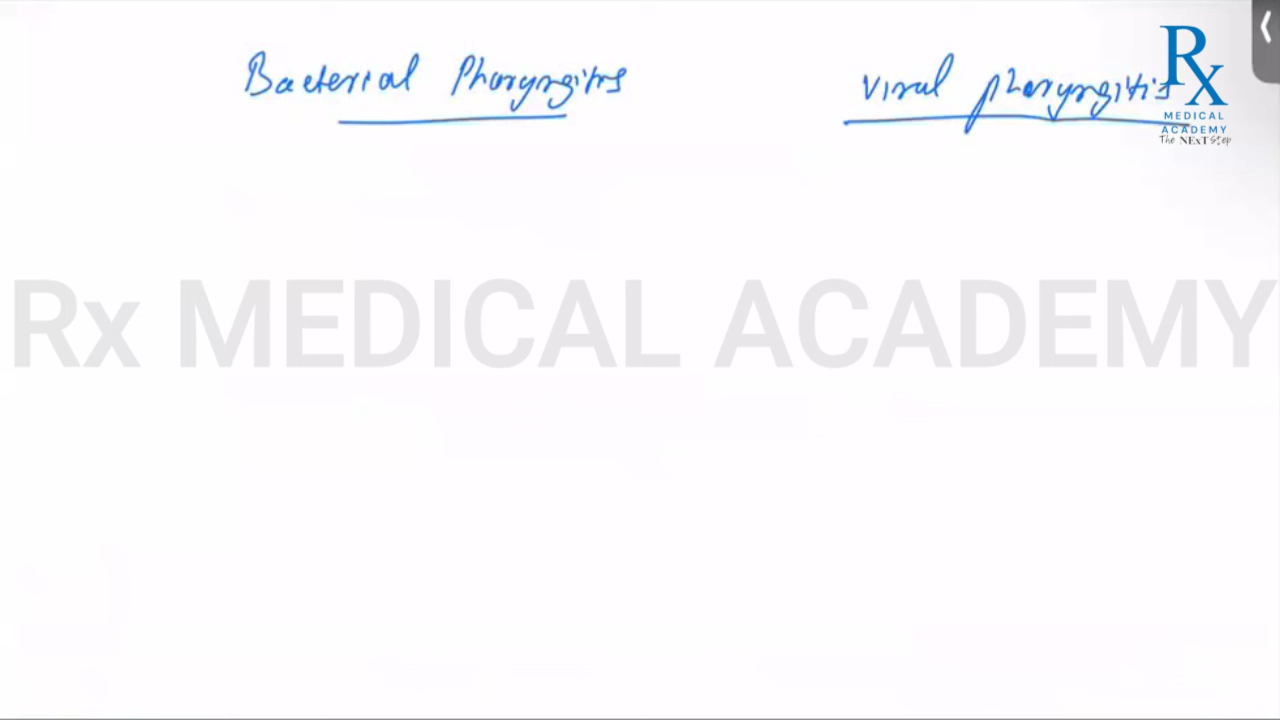 Bacterial Pharyngitis
Viral pharyngitis
Rx
MEDICAL
ACADEMY
The NExT Step
Rx MEDICAL ACADEMY